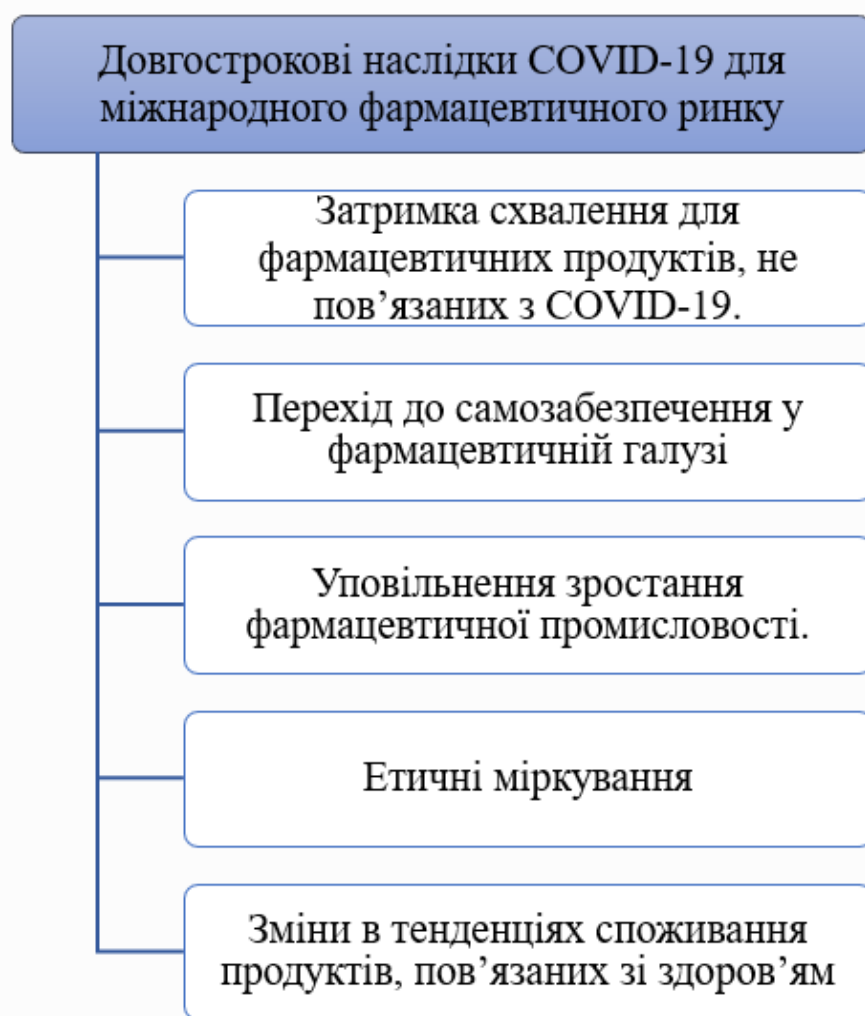 Довгострокові наслідки COVID-19 для
міжнародного фармацевтичного ринку
Затримка схвалення для
фармацевтичних продуктів, не
пов’язаних з COVID-19.
Перехід до самозабезпечення у
фармацевтичній галузі
Уповільнення зростання
фармацевтичної промисловості.
Етичні міркування
Зміни в тенденціях споживання
продуктів, пов’язаних зі здоров’ям